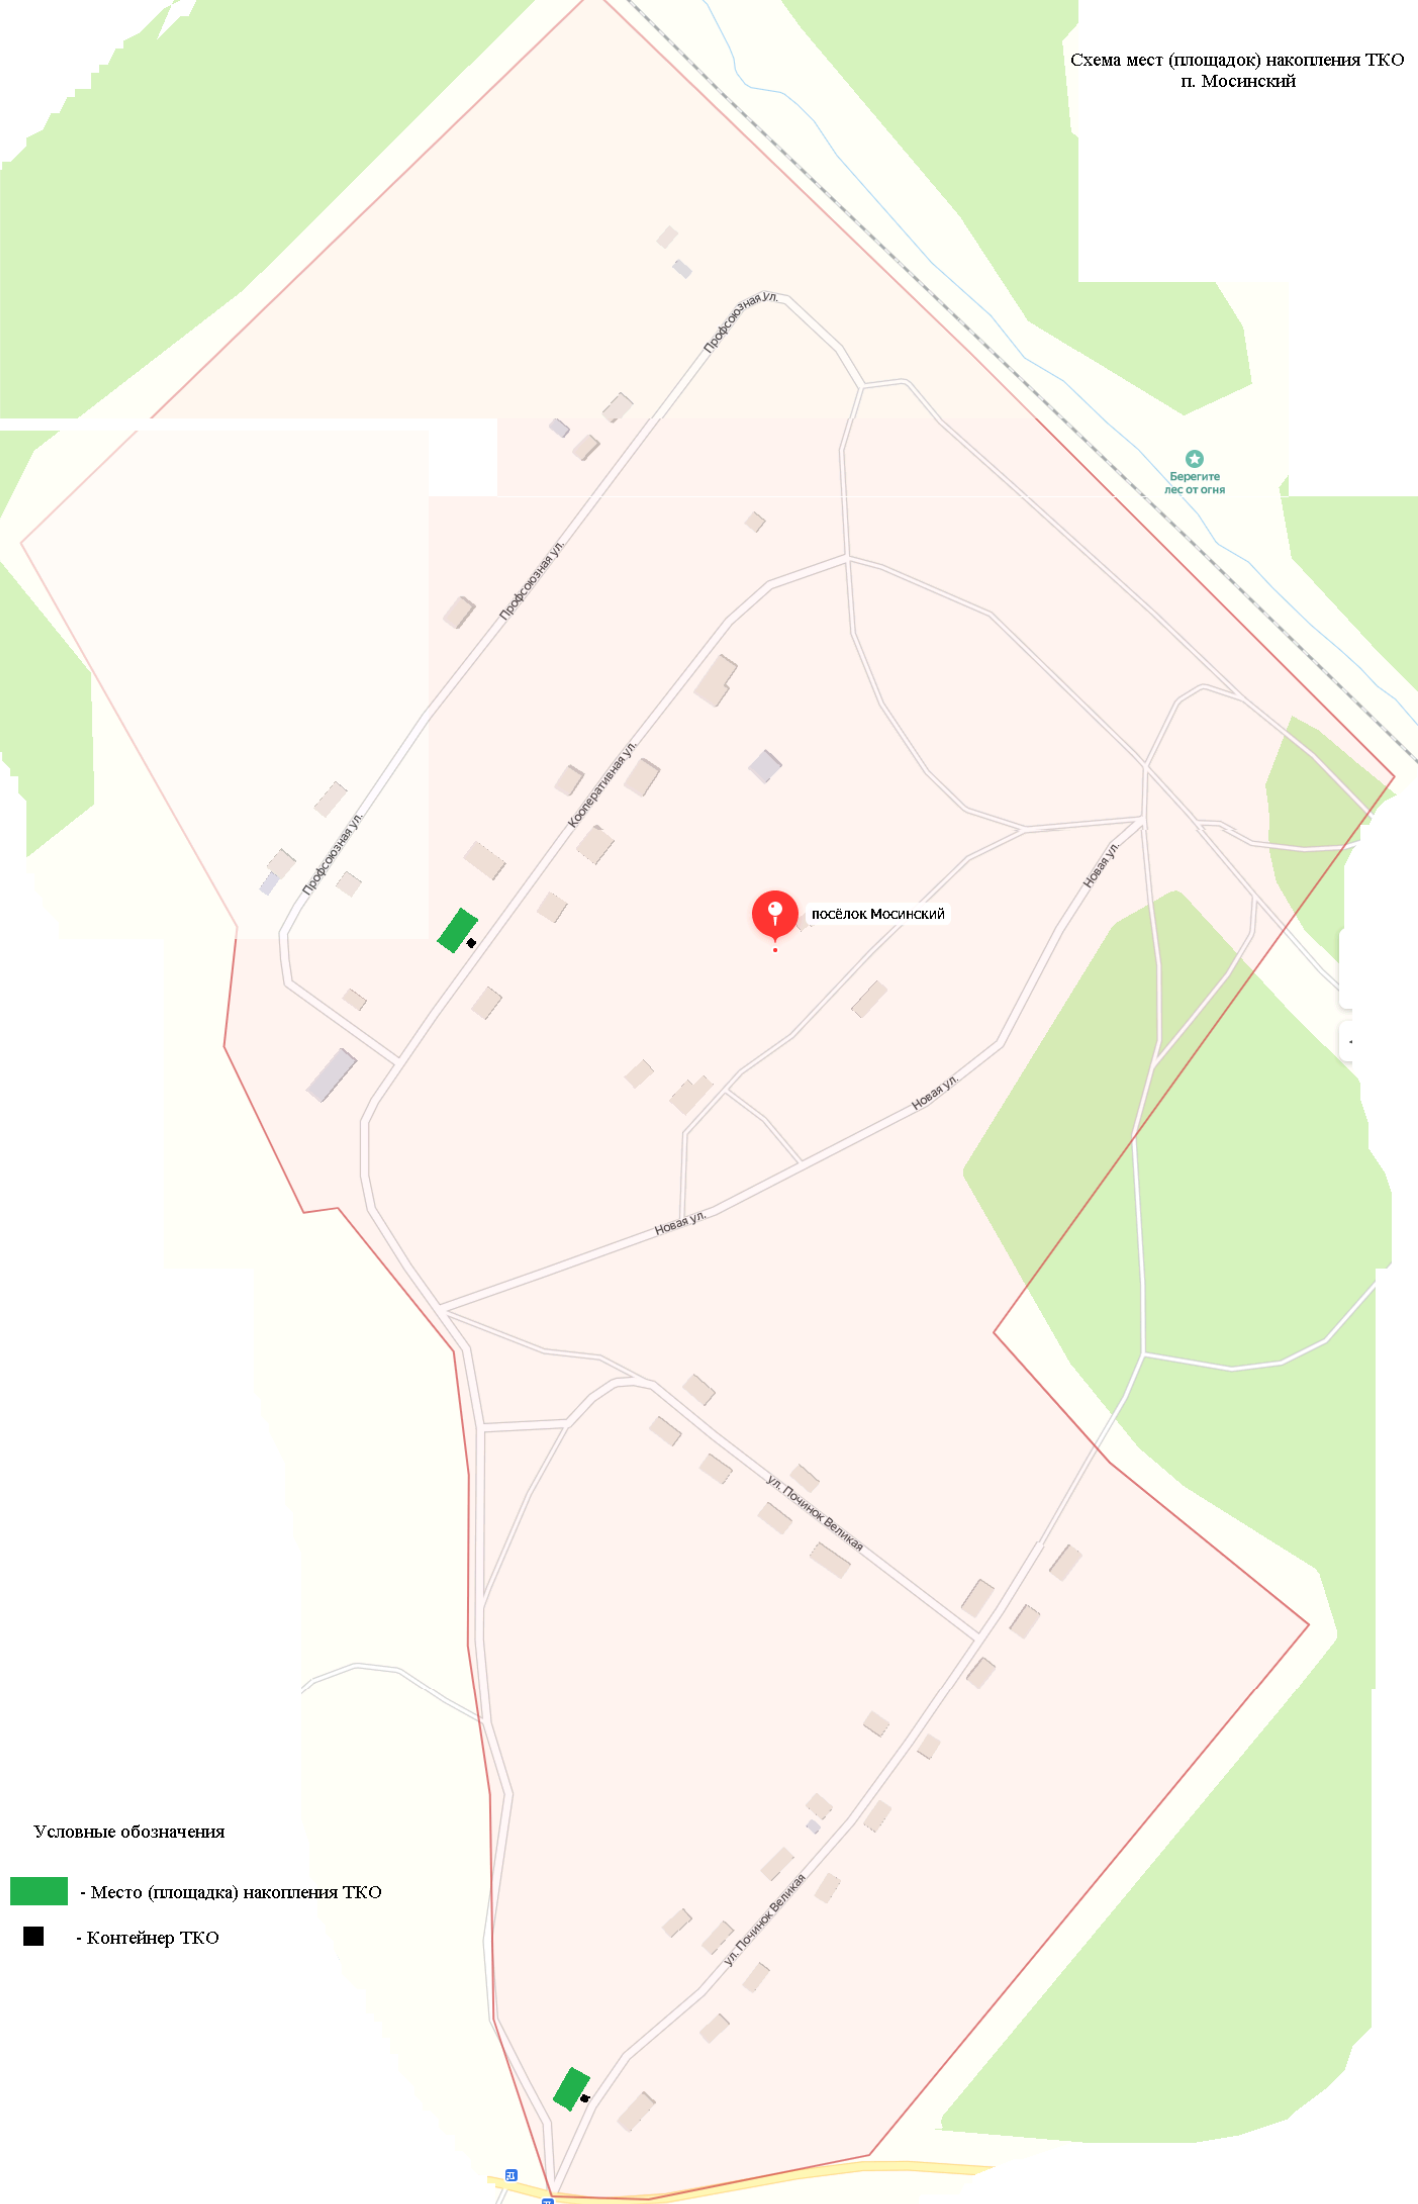 Схема мест (площадок) накопления ТКО
п. Мосинский
Профсоюзная ул.
Берегите
лес от огня
Профсоюзная ул.
Кооперативная ул.
Профсоюзная ул.
Новая ул.
посёлок Мосинский
Новая ул.
Новая ул.
ул. Починок Великая
Условные обозначения
- Место (площадка) накопления ТКО
- Контейнер ТКО
ул. Починок Великая